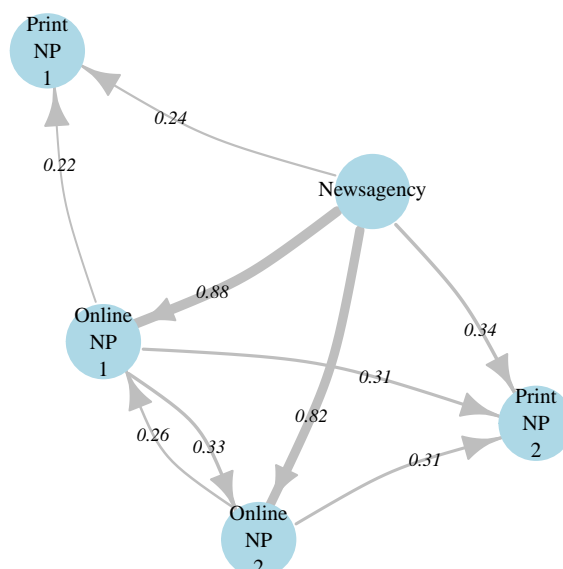 Print
NP
1
0.24
0.22
Newsagency
0.88
Online
NP
1
0.34
0.31
Print
NP
2
0.82
0.26
0.33
0.31
Online
NP
2